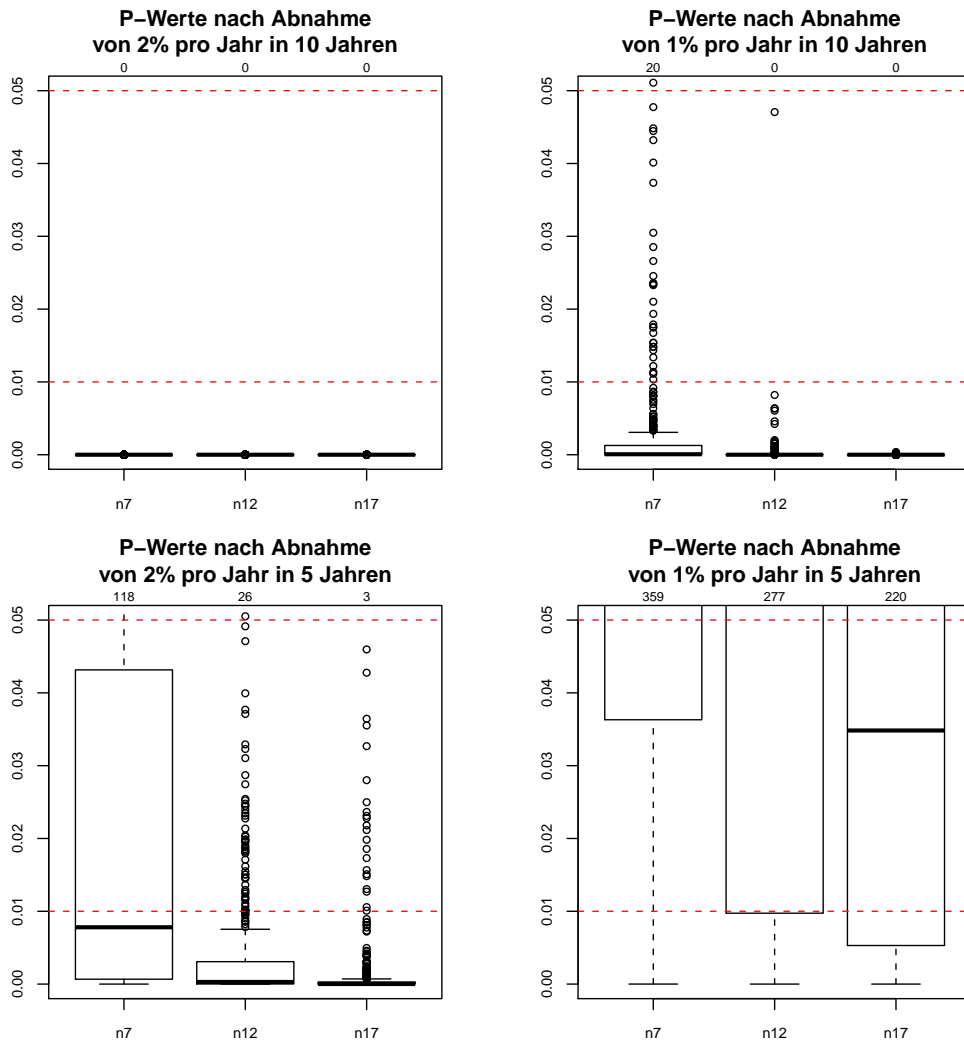 P−Werte nach Abnahme
von 2% pro Jahr in 10 Jahren
0 0 0
0.05
0.04
0.03
0.02
0.01
0.00
n7 n12 n17
P−Werte nach Abnahme
von 1% pro Jahr in 10 Jahren
20 0 0
0.05
0.04
0.03
0.02
0.01
0.00
n7 n12 n17
P−Werte nach Abnahme
von 2% pro Jahr in 5 Jahren
118 26 3
0.05
0.04
0.03
0.02
0.01
0.00
n7 n12 n17
P−Werte nach Abnahme
von 1% pro Jahr in 5 Jahren
359 277 220
0.05
0.04
0.03
0.02
0.01
0.00
n7 n12 n17